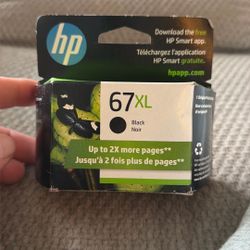 hp
Download the free
HP Smart app.
Téléchargez l'application
HP Smart gratuite.
hpapp.com
67XL
Black
Noir
Up to 2X more pages**
Jusqu'à 2 fois plus de pages**